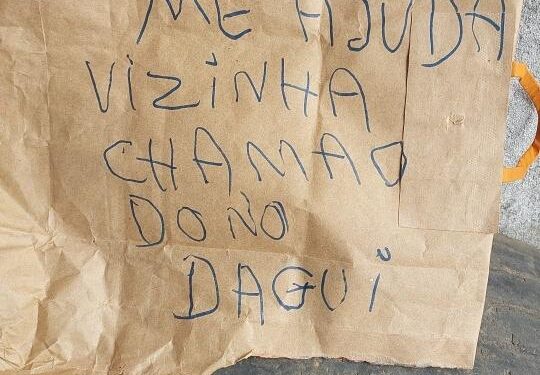 ME AJUDA
VIZINHA
CHAMA O
DONO
DAGUI